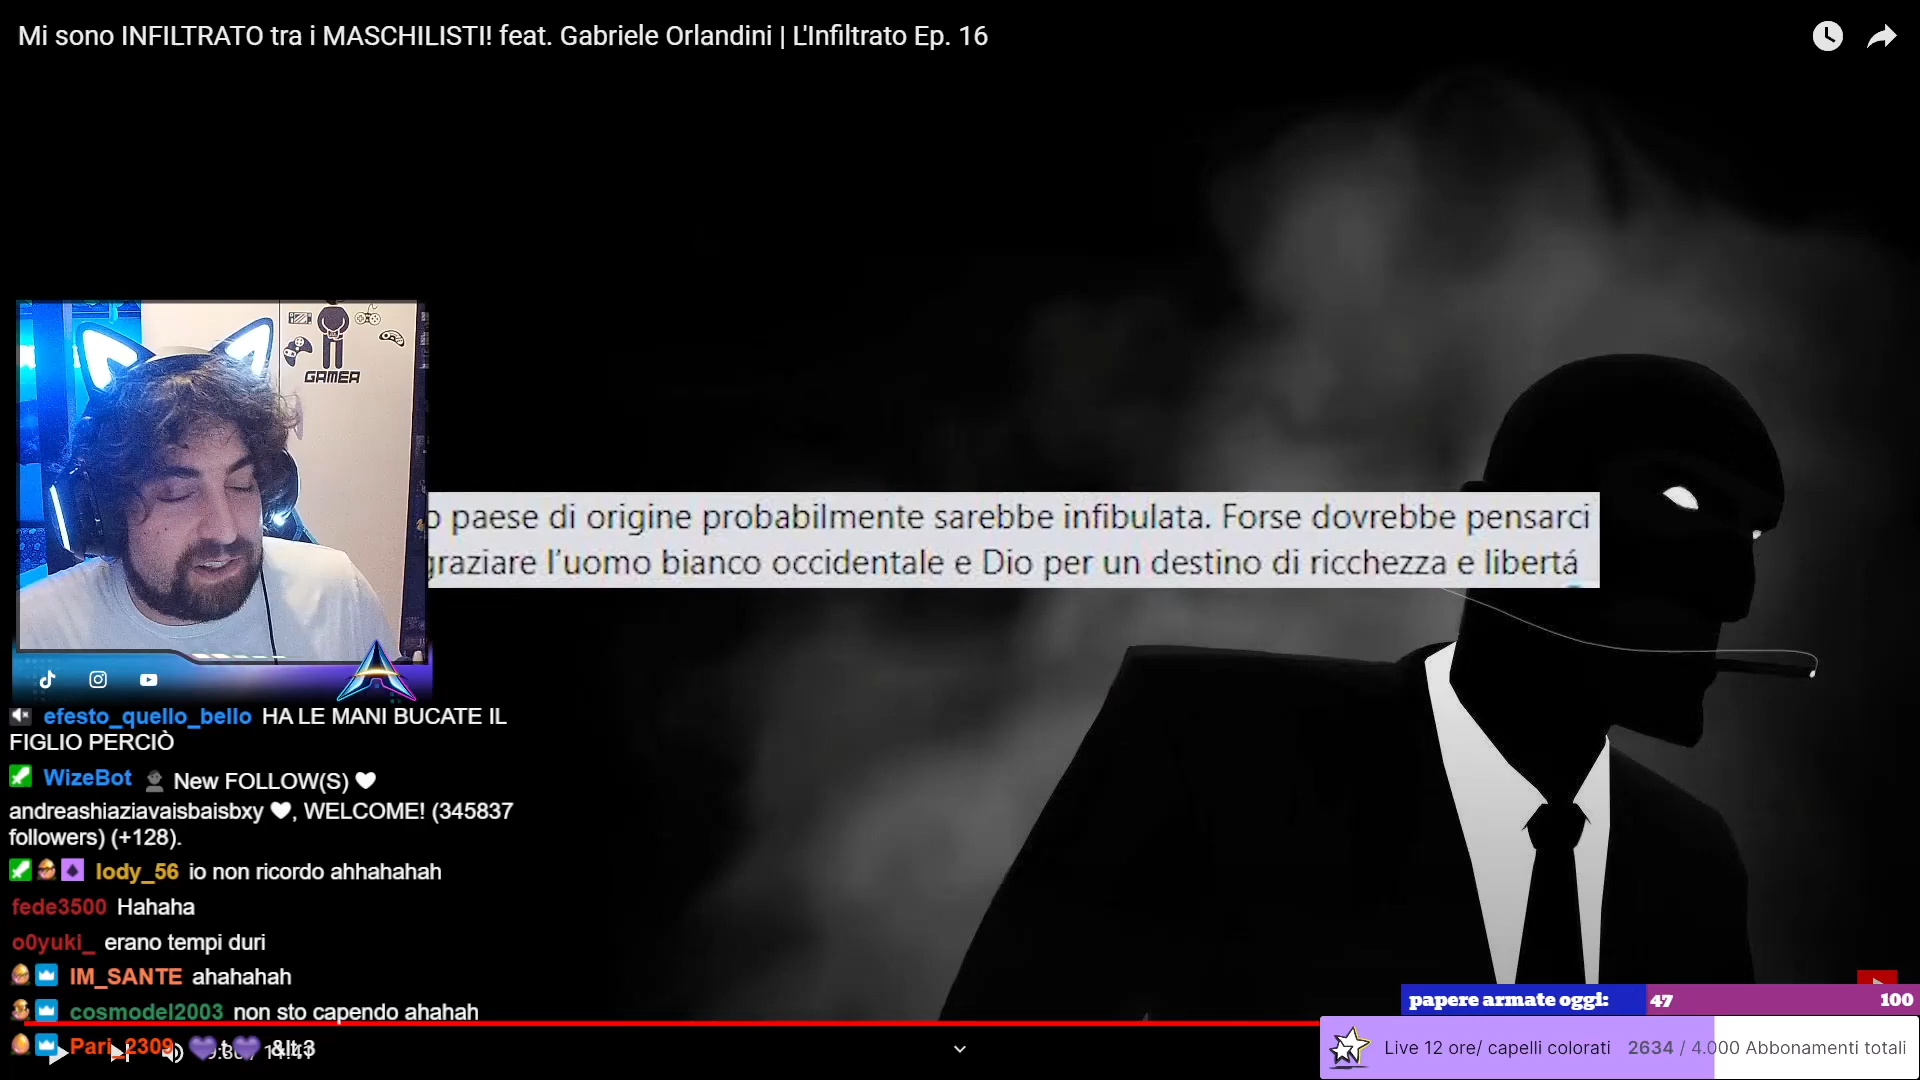 Mi sono INFILTRATO tra i MASCHILISTI! feat. Gabriele Orlandini | L'Infiltrato Ep. 16
GAMER
paese di origine probabilmente sarebbe infibulata. Forse dovrebbe pensarci
l'uomo bianco occidentale e Dio per un destino di ricchezza e libertá
efesto_quello_bello HA LE MANI BUCATE IL
FIGLIO PERCIÒ
WizeBot New FOLLOW(S)
andreashiaziavaisbaisbxy , WELCOME! (345837
followers) (+128).
lody_56 io non ricordo ahhahahah
fede3500 Hahaha
o0yuki_ erano tempi duri
IM_SANTE ahahahah
cosmodel2003 non sto capendo ahahah
Pari_2309
papere armate oggi: 47 100
Live 12 ore/ capelli colorati 2634 / 4.000 Abbonamenti totali